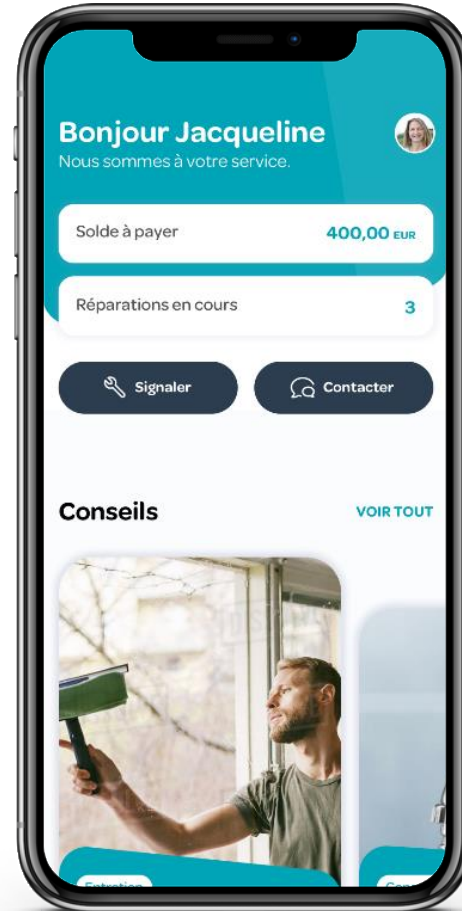 Bonjour Jacqueline
Nous sommes à votre service.
Solde à payer 400,00 EUR
Réparations en cours 3
Signaler Contacter
Conseils VOIR TOUT
Entretien